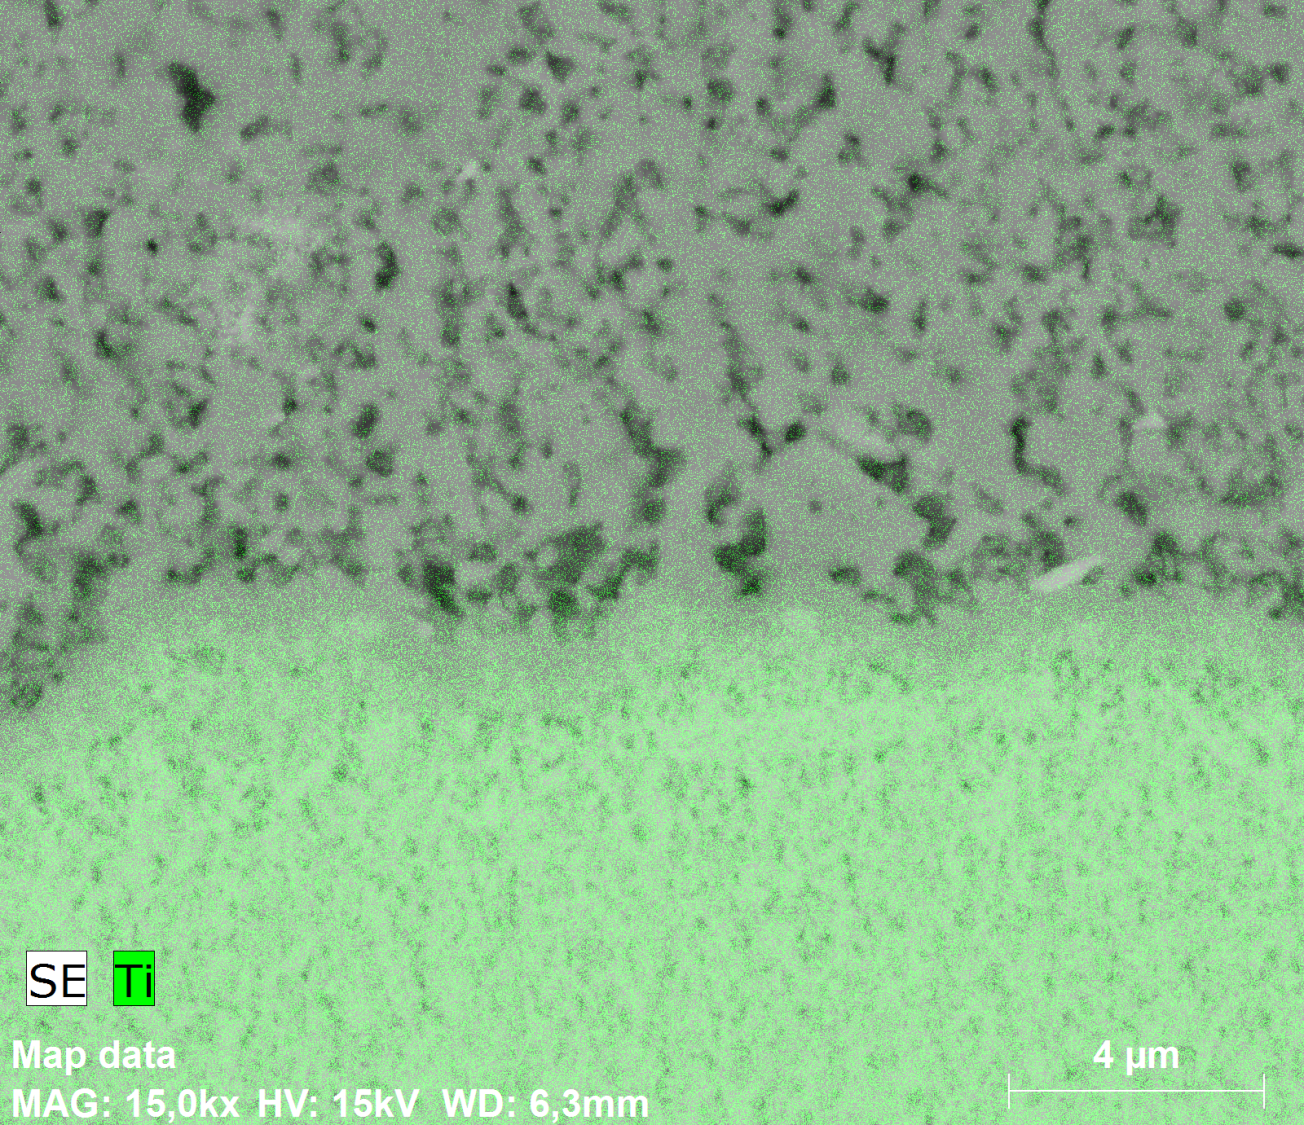 SE Ti
Map data
4 µm
MAG: 15,0kx HV: 15kV WD: 6,3mm